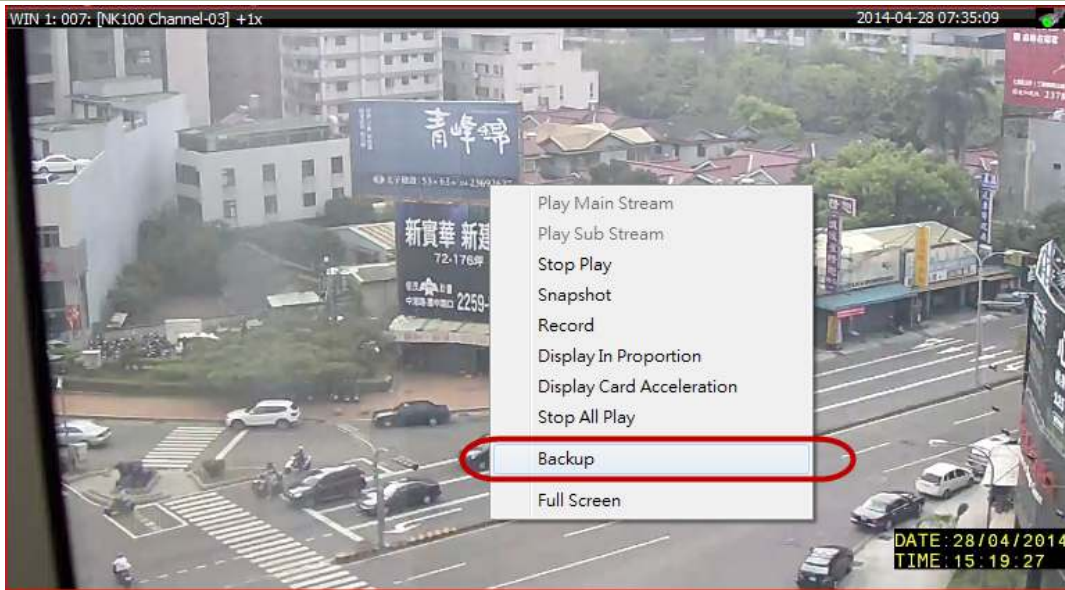 WIN 1: 007: [NK100 Channel-03] +1x
2014-04-28 07:35:09
青峰錦
新實華 新建
72-176坪
2259-
Play Main Stream
Play Sub Stream
Stop Play
Snapshot
Record
Display In Proportion
Display Card Acceleration
Stop All Play
Backup
Full Screen
DATE:28/04/2014
TIME:15:19:27